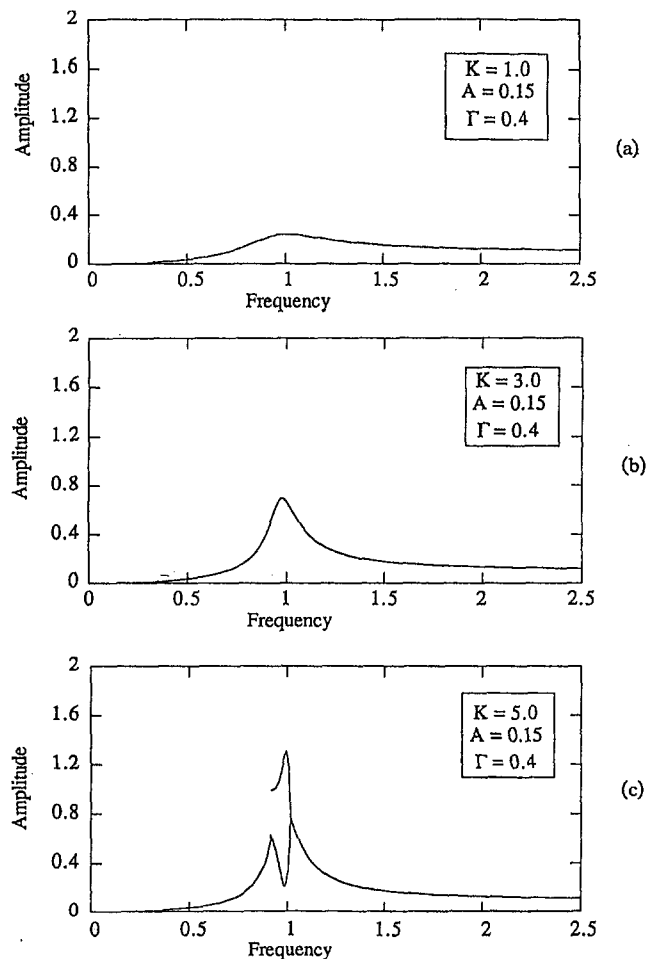 2
1.6
1.2
0.8
0.4
0
Amplitude
K = 1.0
A = 0.15
Γ = 0.4
(a)
0 0.5 1 1.5 2 2.5
Frequency
2
1.6
1.2
0.8
0.4
0
Amplitude
K = 3.0
A = 0.15
Γ = 0.4
(b)
0 0.5 1 1.5 2 2.5
Frequency
2
1.6
1.2
0.8
0.4
0
Amplitude
K = 5.0
A = 0.15
Γ = 0.4
(c)
0 0.5 1 1.5 2 2.5
Frequency